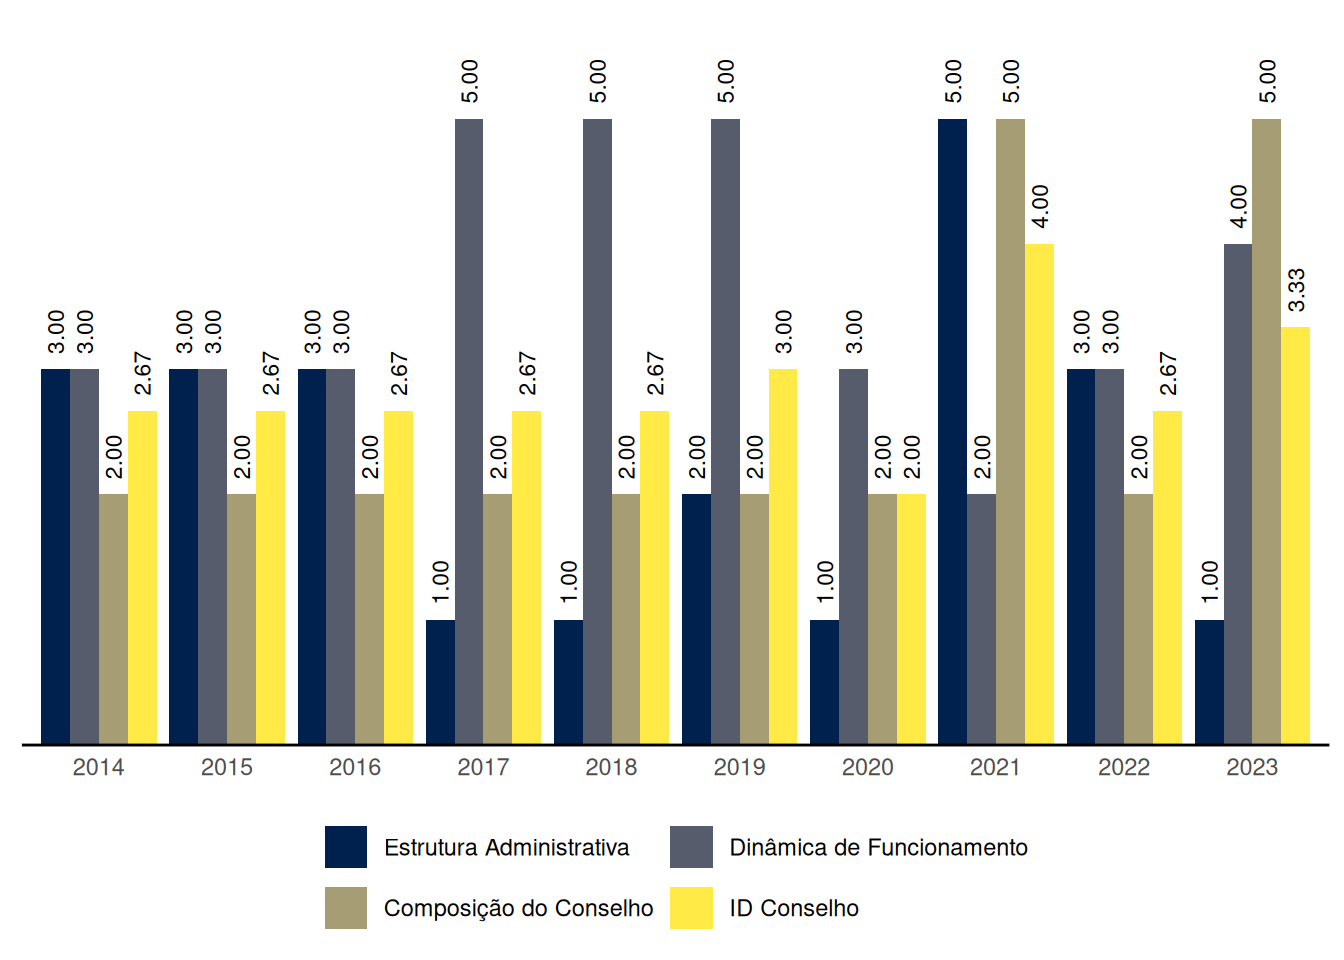 3.00 3.00 2.00 2.67
3.00 3.00 2.00 2.67
3.00 3.00 2.00 2.67
1.00 5.00 2.00 2.67
1.00 5.00 2.00 2.67
2.00 5.00 2.00 3.00
1.00 3.00 2.00 2.00
5.00 2.00 5.00 4.00
3.00 3.00 2.00 2.67
1.00 4.00 5.00 3.33
2014 2015 2016 2017 2018 2019 2020 2021 2022 2023
Estrutura Administrativa Dinâmica de Funcionamento
Composição do Conselho ID Conselho